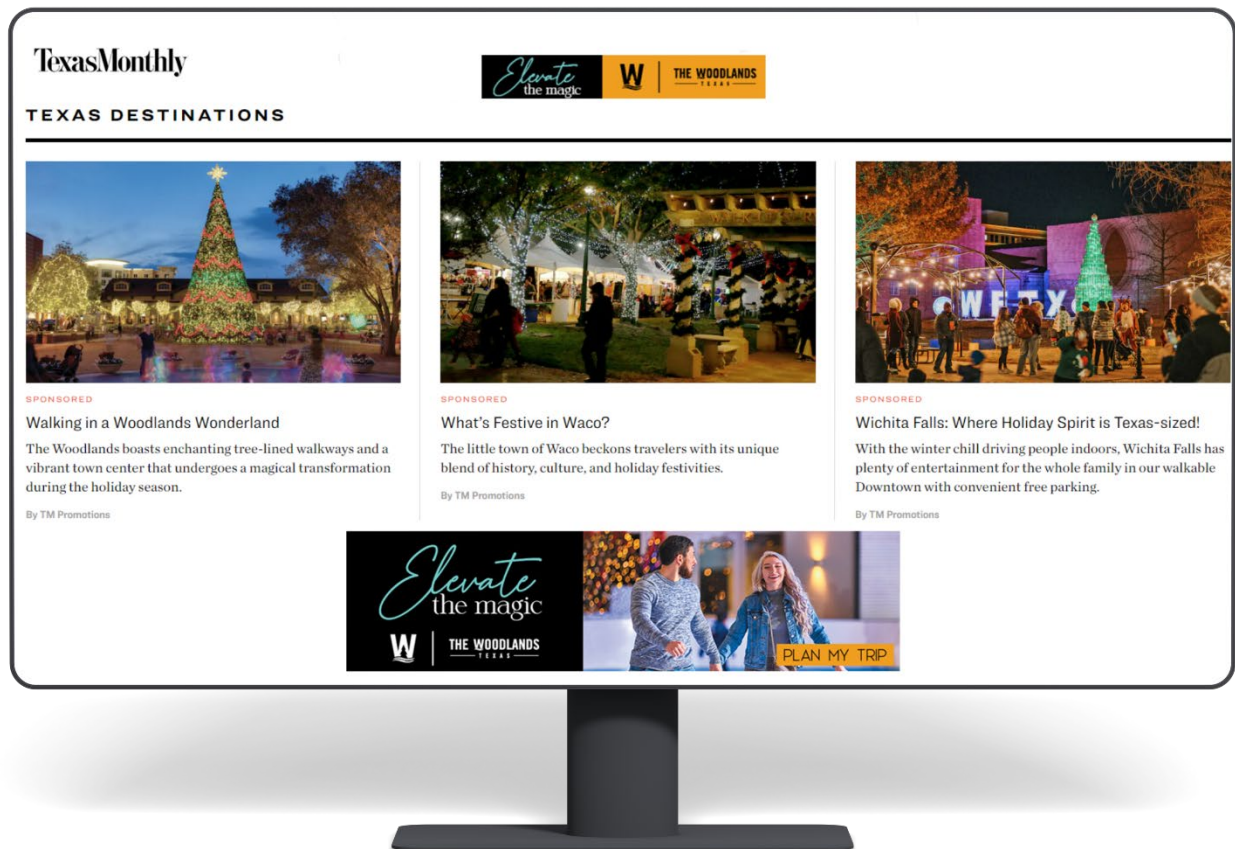 TexasMonthly
Elevate
the magic
W
THE WOODLANDS
TEXAS
TEXAS DESTINATIONS
WFTX
SPONSORED
Walking in a Woodlands Wonderland
The Woodlands boasts enchanting tree-lined walkways and a
vibrant town center that undergoes a magical transformation
during the holiday season.
By TM Promotions
SPONSORED
What's Festive in Waco?
The little town of Waco beckons travelers with its unique
blend of history, culture, and holiday festivities.
By TM Promotions
SPONSORED
Wichita Falls: Where Holiday Spirit is Texas-sized!
With the winter chill driving people indoors, Wichita Falls has
plenty of entertainment for the whole family in our walkable
Downtown with convenient free parking.
By TM Promotions
Elevate
the magic
W
THE WOODLANDS
TEXAS
PLAN MY TRIP